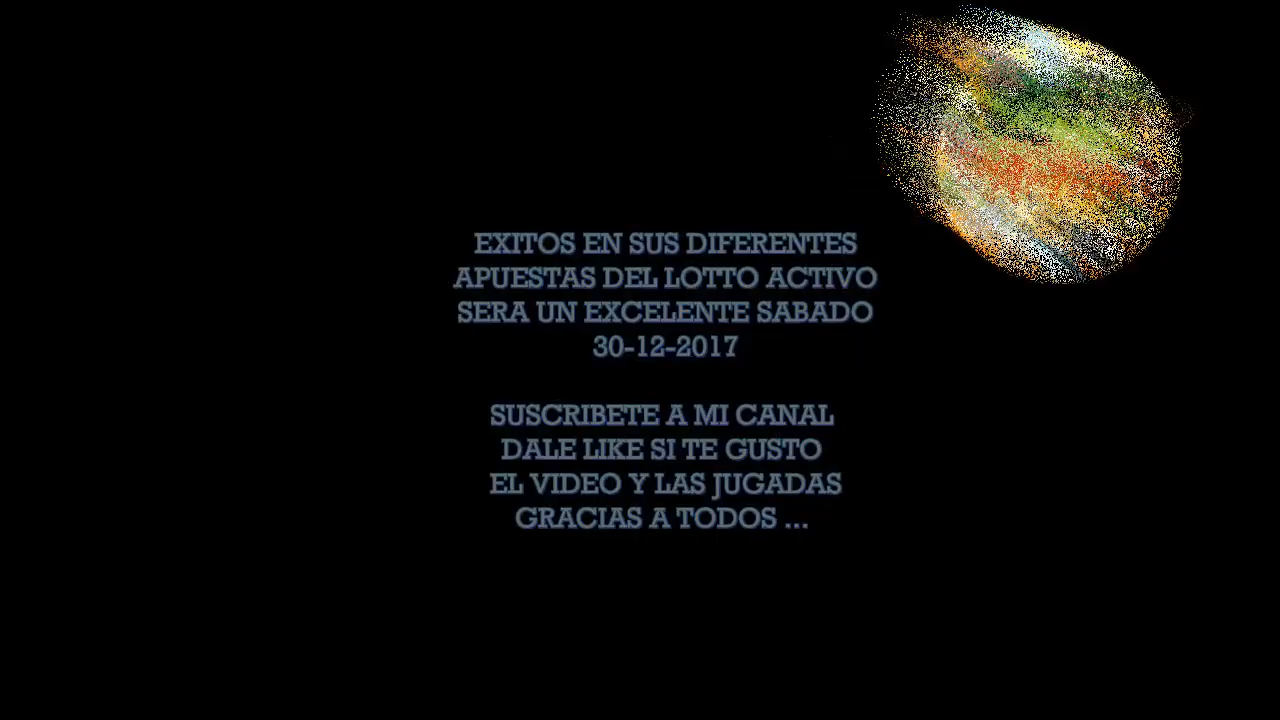 EXITOS EN SUS DIFERENTES
APUESTAS DEL LOTTO ACTIVO
SERA UN EXCELENTE SABADO
30-12-2017
SUSCRIBETE A MI CANAL
DALE LIKE SI TE GUSTO
EL VIDEO Y LAS JUGADAS
GRACIAS A TODOS ...